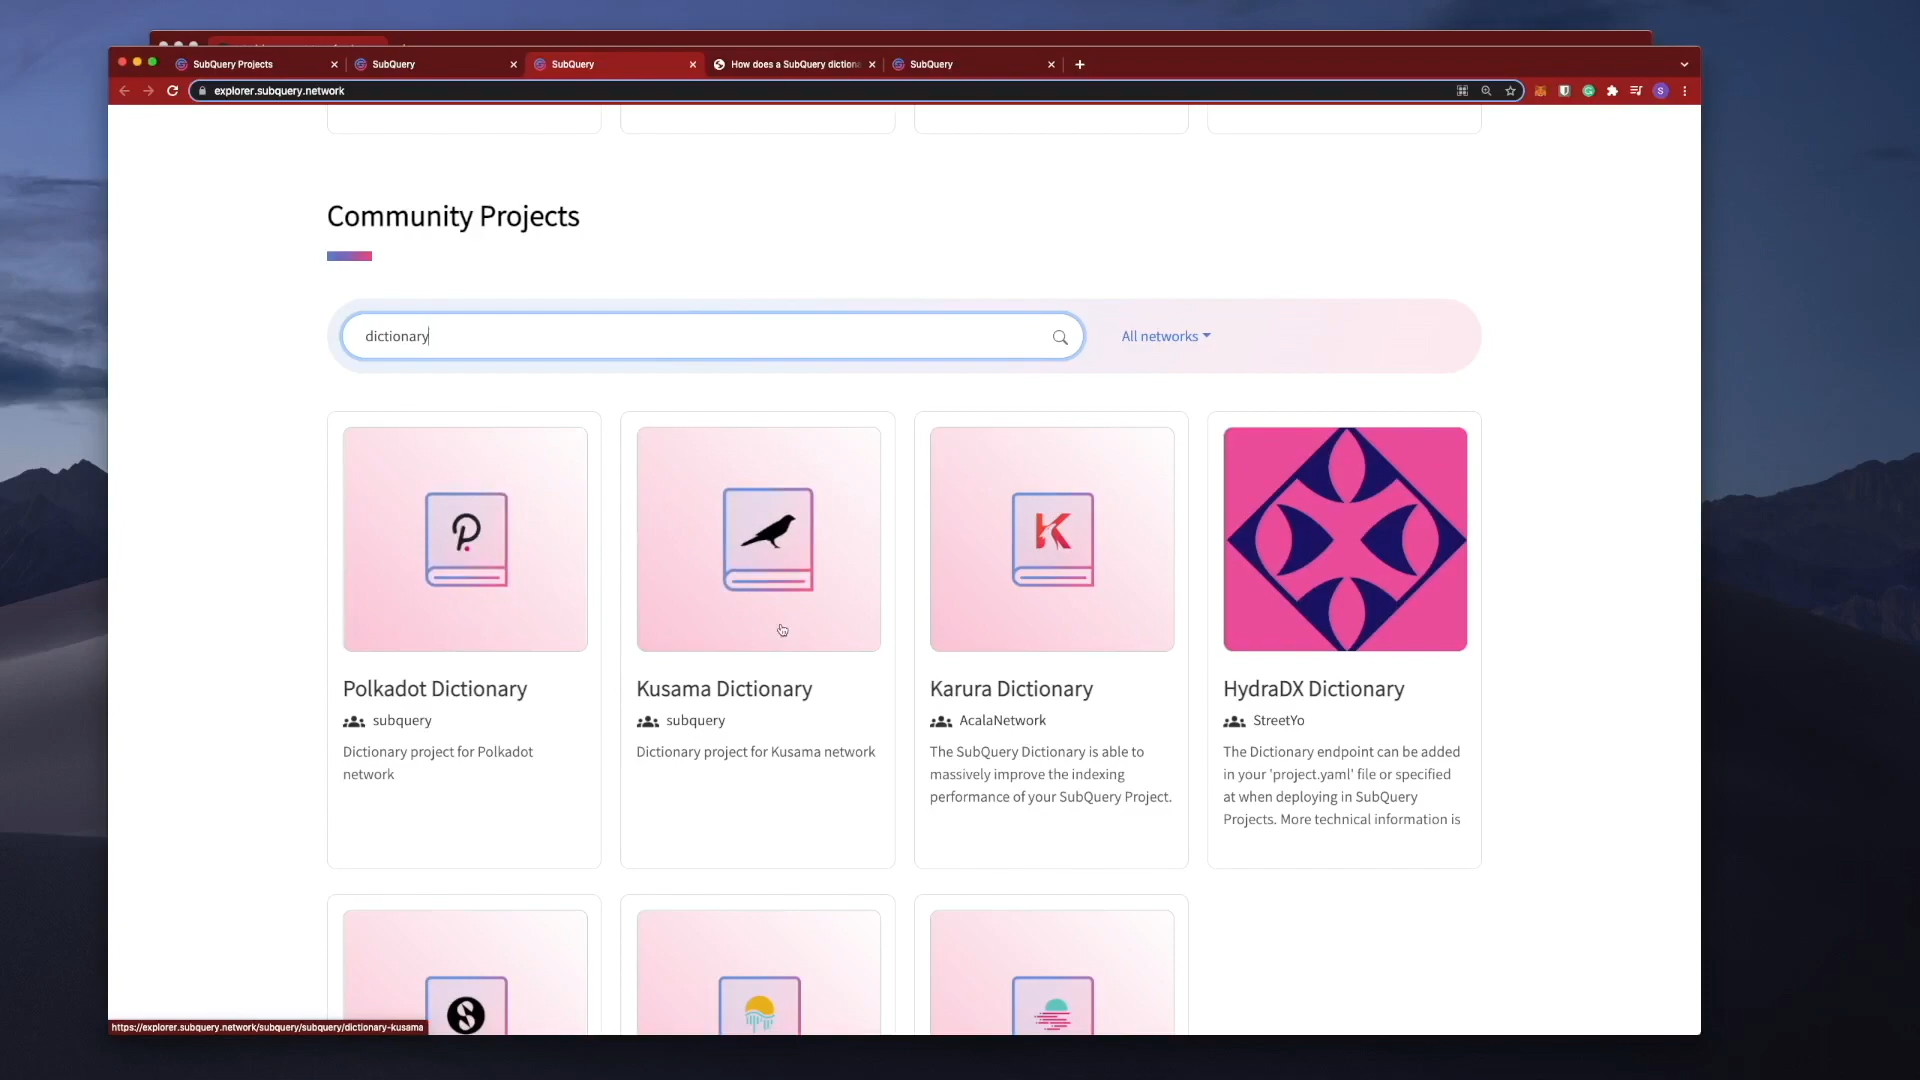 SubQuery Projects
SubQuery
SubQuery
How does a SubQuery diction
SubQuery
explorer.subquery.network
S
Community Projects
dictionary
All networks
Polkadot Dictionary
subquery
Dictionary project for Polkadot
network
Kusama Dictionary
subquery
Dictionary project for Kusama network
K
Karura Dictionary
AcalaNetwork
The SubQuery Dictionary is able to
massively improve the indexing
performance of your SubQuery Project.
HydraDX Dictionary
StreetYo
The Dictionary endpoint can be added
in your 'project.yaml' file or specified
at when deploying in SubQuery
Projects. More technical information is
https://explorer.subquery.network/subquery/subquery/dictionary-kusama